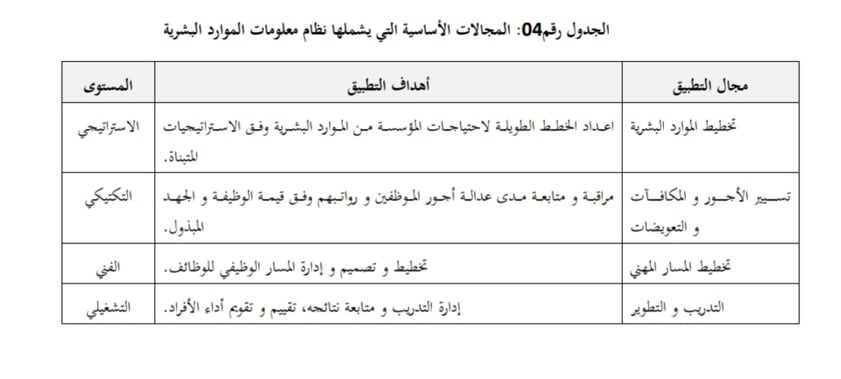 الجدول رقم04: المجالات الأساسية التي يشملها نظام معلومات الموارد البشرية
مجال التطبيق أهداف التطبيق المستوى
تخطيط الموارد البشرية اعداد الخطط الطويلة لاحتياجات المؤسسة من الموارد البشرية وفق الاستراتيجيات الاستراتيجي
المتبناة.
تسيير الأجور و المكافآت مراقبة و متابعة مدى عدالة أجور الموظفين و رواتبهم وفق قيمة الوظيفة و الجهد التكتيكي
و التعويضات المبذول.
تخطيط المسار المهني تخطيط و تصميم و إدارة المسار الوظيفي للوظائف. الفني
التدريب و التطوير إدارة التدريب و متابعة نتائجه، تقييم و تقويم أداء الأفراد. التشغيلي